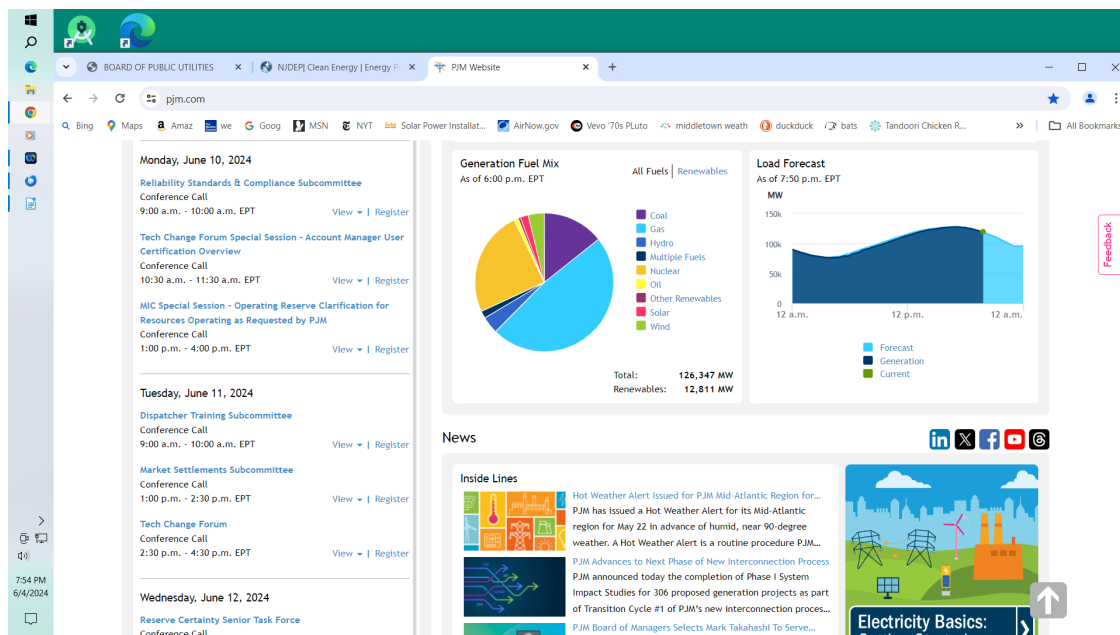 BOARD OF PUBLIC UTILITIES
NJDEP| Clean Energy | Energy P
PJM Website
pjm.com
Bing
Maps
Amaz
we
Goog
MSN
NYT
Solar Power Installat...
AirNow.gov
Vevo '70s PLuto
middletown weath
duckduck
bats
Tandoori Chicken R...
»
All Bookmarks
Monday, June 10, 2024
Reliability Standards & Compliance Subcommittee
Conference Call
9:00 a.m. - 10:00 a.m. EPT
View | Register
Tech Change Forum Special Session - Account Manager User
Certification Overview
Conference Call
10:30 a.m. - 11:30 a.m. EPT
View | Register
MIC Special Session - Operating Reserve Clarification for
Resources Operating as Requested by PJM
Conference Call
1:00 p.m. - 4:00 p.m. EPT
View | Register
Tuesday, June 11, 2024
Dispatcher Training Subcommittee
Conference Call
9:00 a.m. - 10:00 a.m. EPT
View | Register
Market Settlements Subcommittee
Conference Call
1:00 p.m. - 2:30 p.m. EPT
View | Register
Tech Change Forum
Conference Call
2:30 p.m. - 4:30 p.m. EPT
View | Register
Wednesday, June 12, 2024
Reserve Certainty Senior Task Force
Conference Call
Generation Fuel Mix
As of 6:00 p.m. EPT
All Fuels | Renewables
Coal
Gas
Hydro
Multiple Fuels
Nuclear
Oil
Other Renewables
Solar
Wind
Total: 126,347 MW
Renewables: 12,811 MW
Load Forecast
As of 7:50 p.m. EPT
MW
150k
100k
50k
0
12 a.m.
12 p.m.
12 a.m.
Forecast
Generation
Current
Feedback
News
Inside Lines
Hot Weather Alert Issued for PJM Mid-Atlantic Region for...
PJM has issued a Hot Weather Alert for its Mid-Atlantic
region for May 22 in advance of humid, near 90-degree
weather. A Hot Weather Alert is a routine procedure PJM...
PJM Advances to Next Phase of New Interconnection Process
PJM announced today the completion of Phase I System
Impact Studies for 306 proposed generation projects as part
of Transition Cycle #1 of PJM's new interconnection proces...
PJM Board of Managers Selects Mark Takahashi To Serve...
Electricity Basics:
7:54 PM
6/4/2024